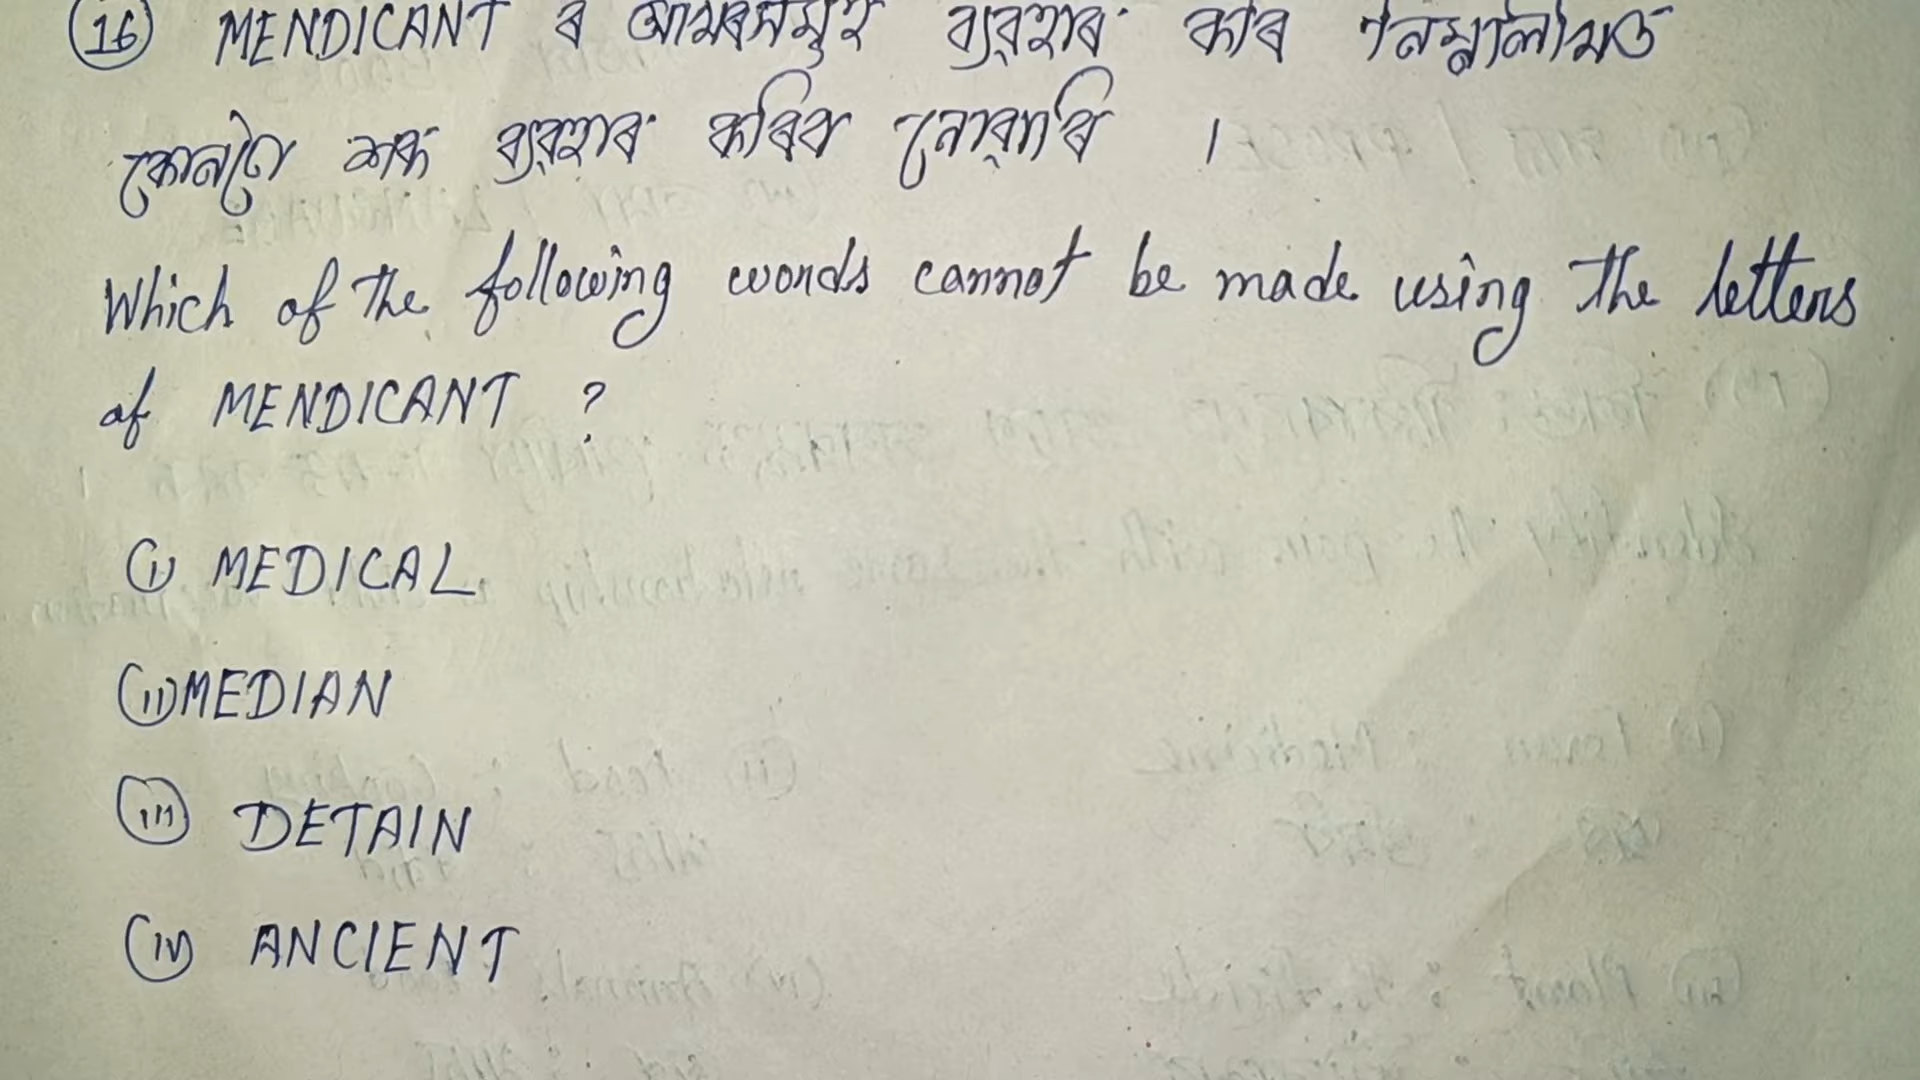 16 MENDICANT ৰ আখৰসমূহ ব্যৱহাৰ কৰি নিম্নলিখিত
কোনটো শব্দ ব্যৱহাৰ কৰিব নোৱাৰি ।
Which of the following words cannot be made using the letters
of MENDICANT ?
(i) MEDICAL
(ii) MEDIAN
(iii) DETAIN
(iv) ANCIENT